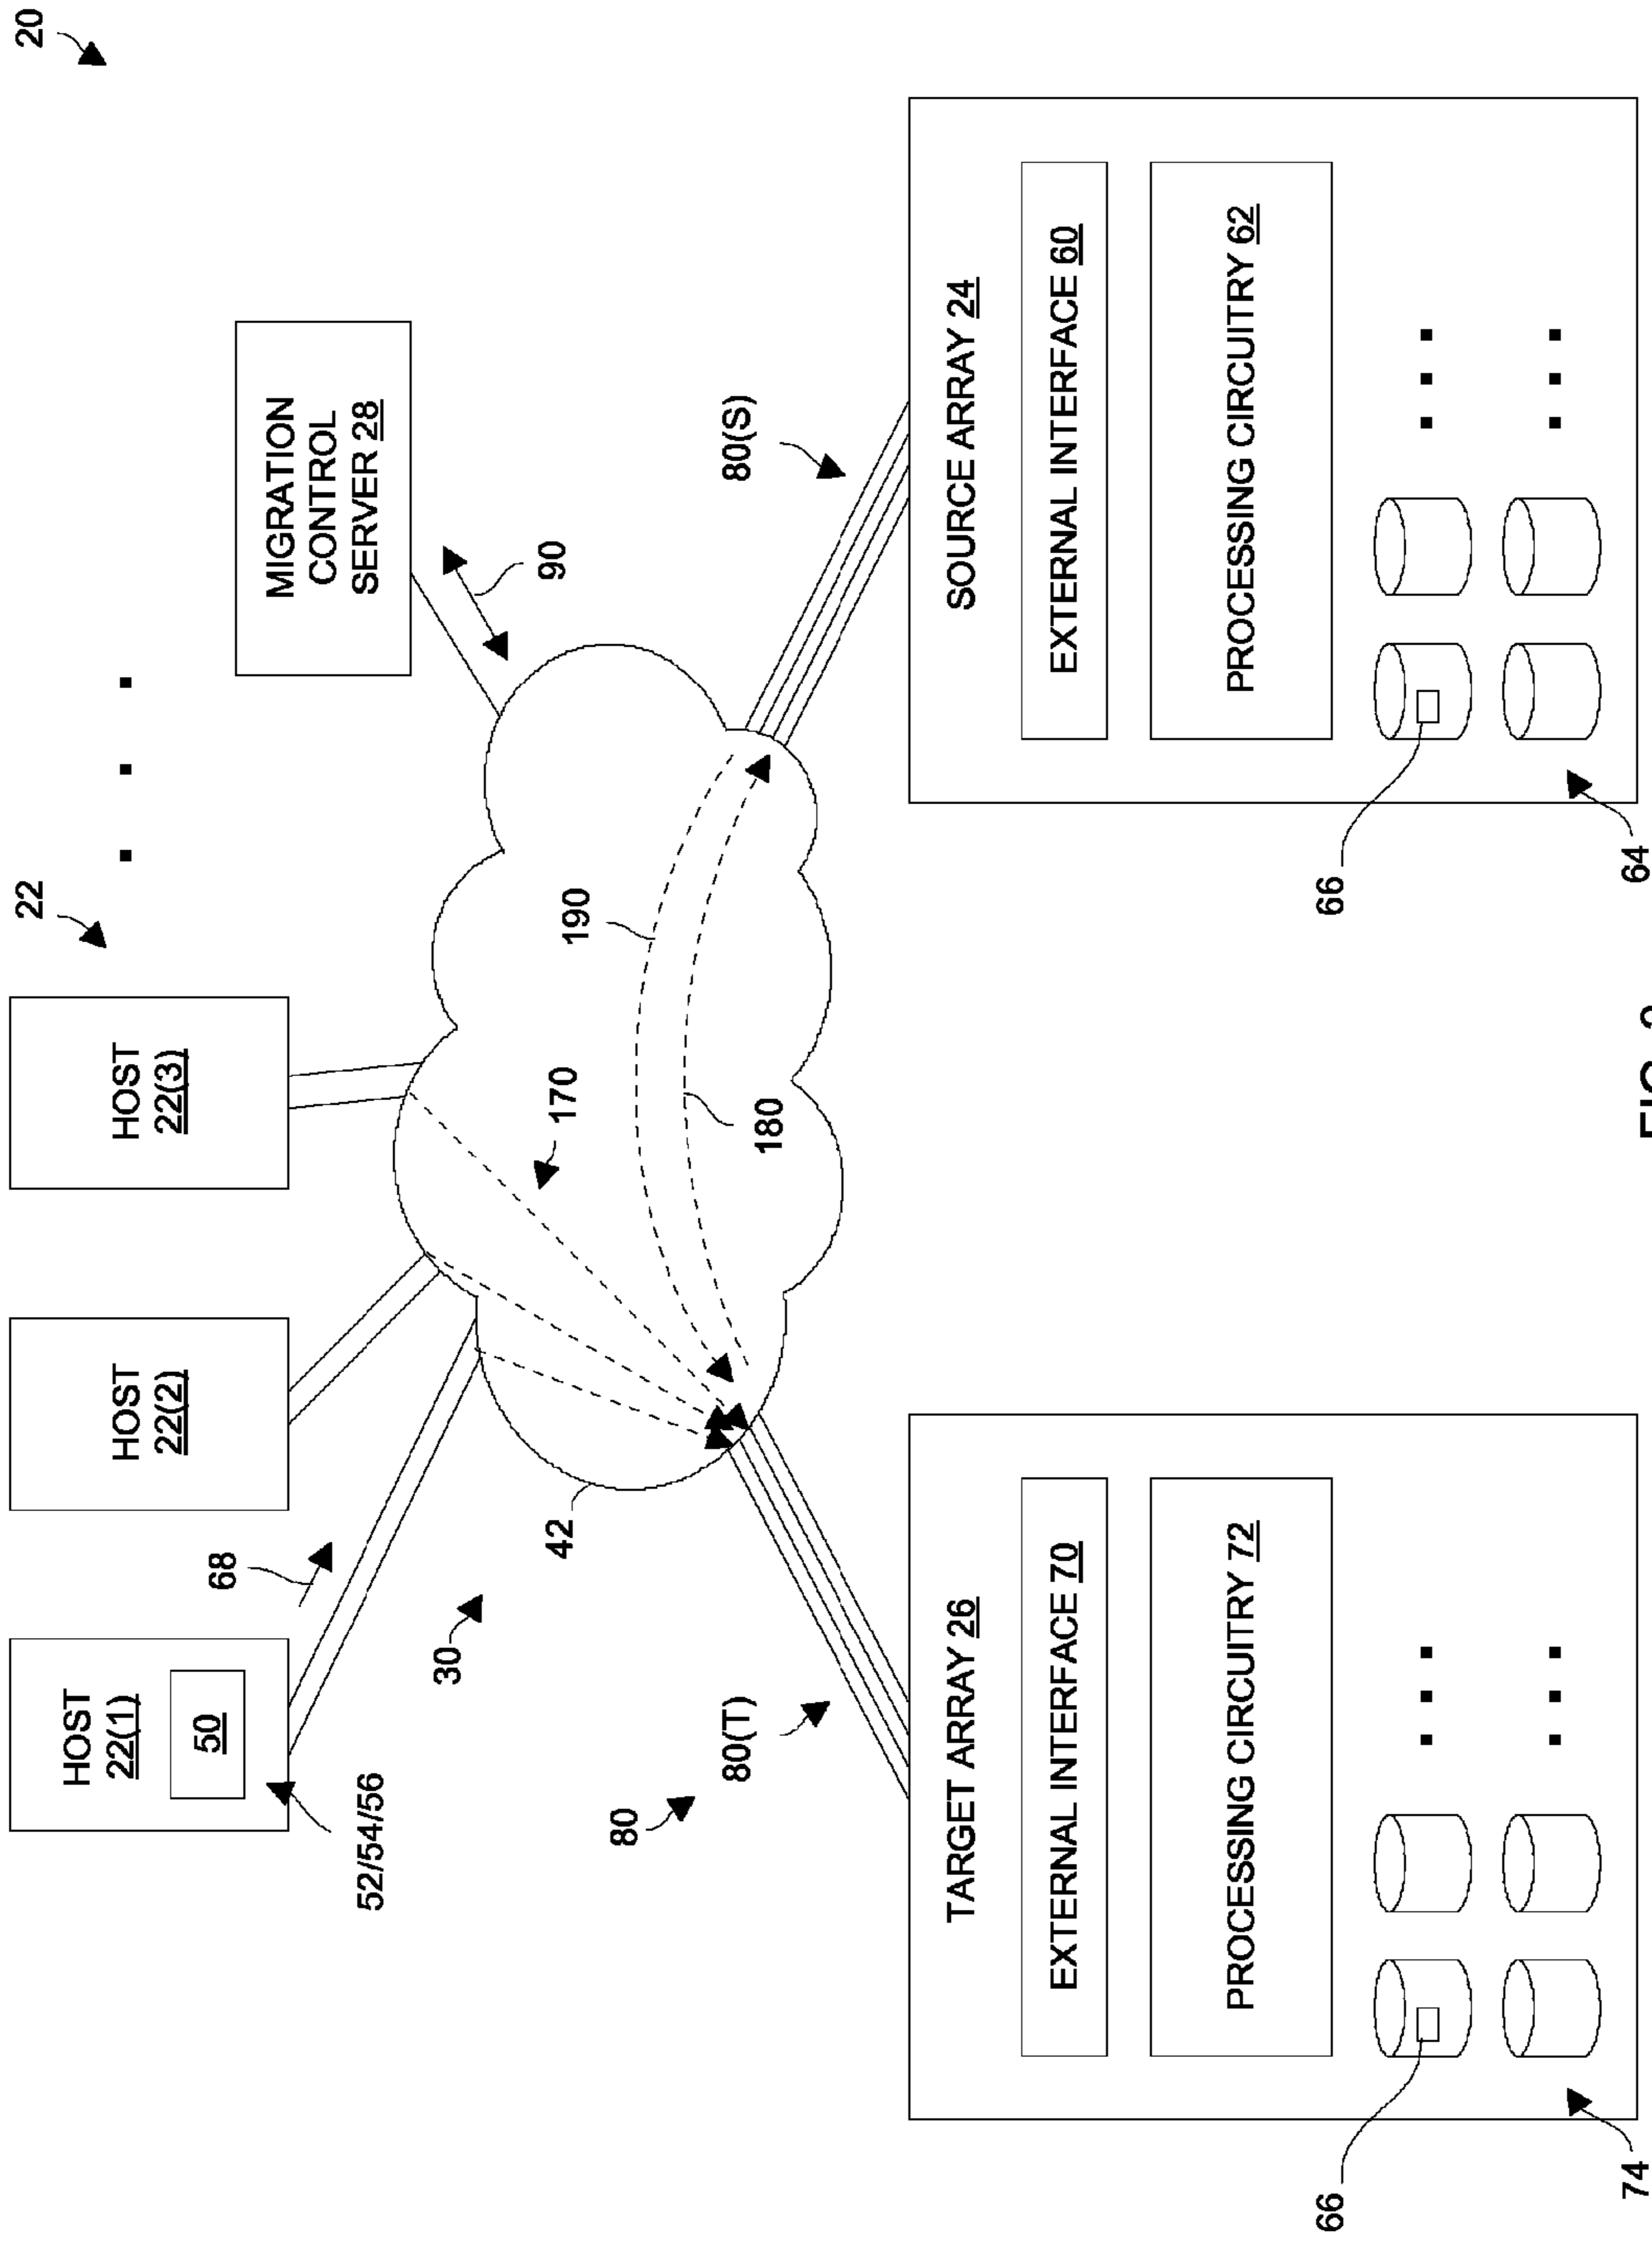 22
20
HOST
22(1)
50
HOST
22(2)
HOST
22(3)
52/54/56
68
MIGRATION
CONTROL
SERVER 28
90
30
42
170
190
180
80
80(T)
80(S)
TARGET ARRAY 26
EXTERNAL INTERFACE 70
PROCESSING CIRCUITRY 72
66
74
SOURCE ARRAY 24
EXTERNAL INTERFACE 60
PROCESSING CIRCUITRY 62
66
64
FIG.